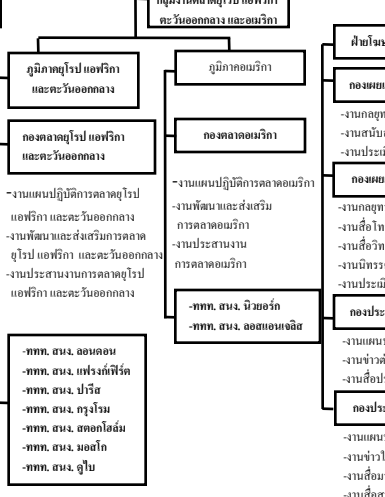 กลุ่มงานตลาดยุโรป แอฟริกา
ตะวันออกกลาง และอเมริกา
ภูมิภาคยุโรป แอฟริกา
และตะวันออกกลาง
กองตลาดยุโรป แอฟริกา
และตะวันออกกลาง
-งานแผนปฏิบัติการตลาดยุโรป
แอฟริกา และตะวันออกกลาง
-งานพัฒนาและส่งเสริมการตลาด
ยุโรป แอฟริกา และตะวันออกกลาง
-งานประสานงานการตลาดยุโรป
แอฟริกา และตะวันออกกลาง
-ททท. สนง. ลอนดอน
-ททท. สนง. แฟรงก์เฟิร์ต
-ททท. สนง. ปารีส
-ททท. สนง. กรุงโรม
-ททท. สนง. สตอกโฮล์ม
-ททท. สนง. มอสโก
-ททท. สนง. ดูไบ
ภูมิภาคอเมริกา
กองตลาดอเมริกา
-งานแผนปฏิบัติการตลาดอเมริกา
-งานพัฒนาและส่งเสริม
การตลาดอเมริกา
-งานประสานงาน
การตลาดอเมริกา
-ททท. สนง. นิวยอร์ก
-ททท. สนง. ลอสแอนเจลิส
ฝ่ายโฆษ
กองเผยแ
-งานกลยุท
-งานสนับส
-งานประเมิ
กองเผย
-งานกลยุท
-งานสื่อโท
-งานสื่อวิท
-งานนิทรร
-งานประเมิ
กองประ
-งานแผน
-งานข่าวต
-งานสื่อป
กองประ
-งานแผน
-งานข่าวใ
-งานสื่อม
-งานสื่อส